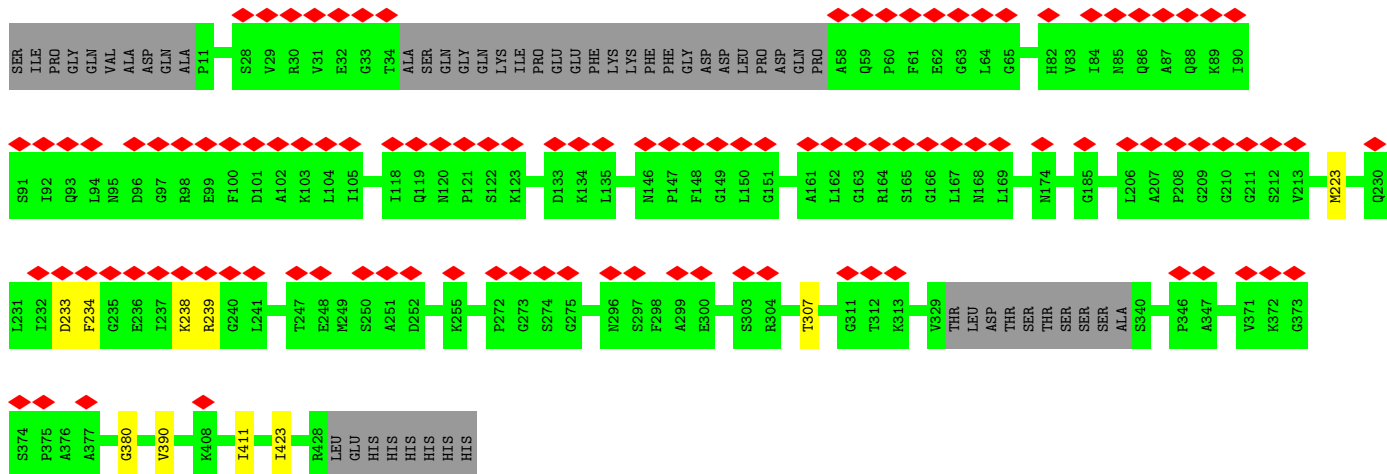 SER ILE PRO GLY GLN VAL ALA ASP GLN ALA P11 S28 V29 R30 V31 E32 G33 T34 ALA SER GLN GLY GLN LYS ILE PRO GLU GLU PHE LYS LYS PHE PHE GLY ASP ASP LEU PRO ASP GLN PRO A58 Q59 P60 F61 E62 G63 L64 G65 H82 V83 I84 N85 Q86 A87 Q88 K89 I90
S91 I92 Q93 L94 N95 D96 G97 R98 E99 F100 D101 A102 K103 L104 I105 I118 Q119 N120 P121 S122 K123 D133 K134 L135 N146 P147 F148 G149 L150 G151 A161 L162 G163 R164 S165 G166 L167 N168 L169 N174 G185 L206 A207 P208 G209 G210 G211 S212 V213 M223 Q230
L231 I232 D233 F234 G235 E236 I237 K238 R239 G240 L241 T247 E248 M249 S250 A251 D252 K255 P272 G273 S274 G275 N296 S297 F298 A299 E300 S303 R304 T307 G311 T312 K313 V329 THR LEU ASP THR SER THR SER SER SER ALA S340 P346 A347 V371 K372 G373
S374 P375 A376 A377 G380 V390 K408 I411 I423 R428 LEU GLU HIS HIS HIS HIS HIS HIS